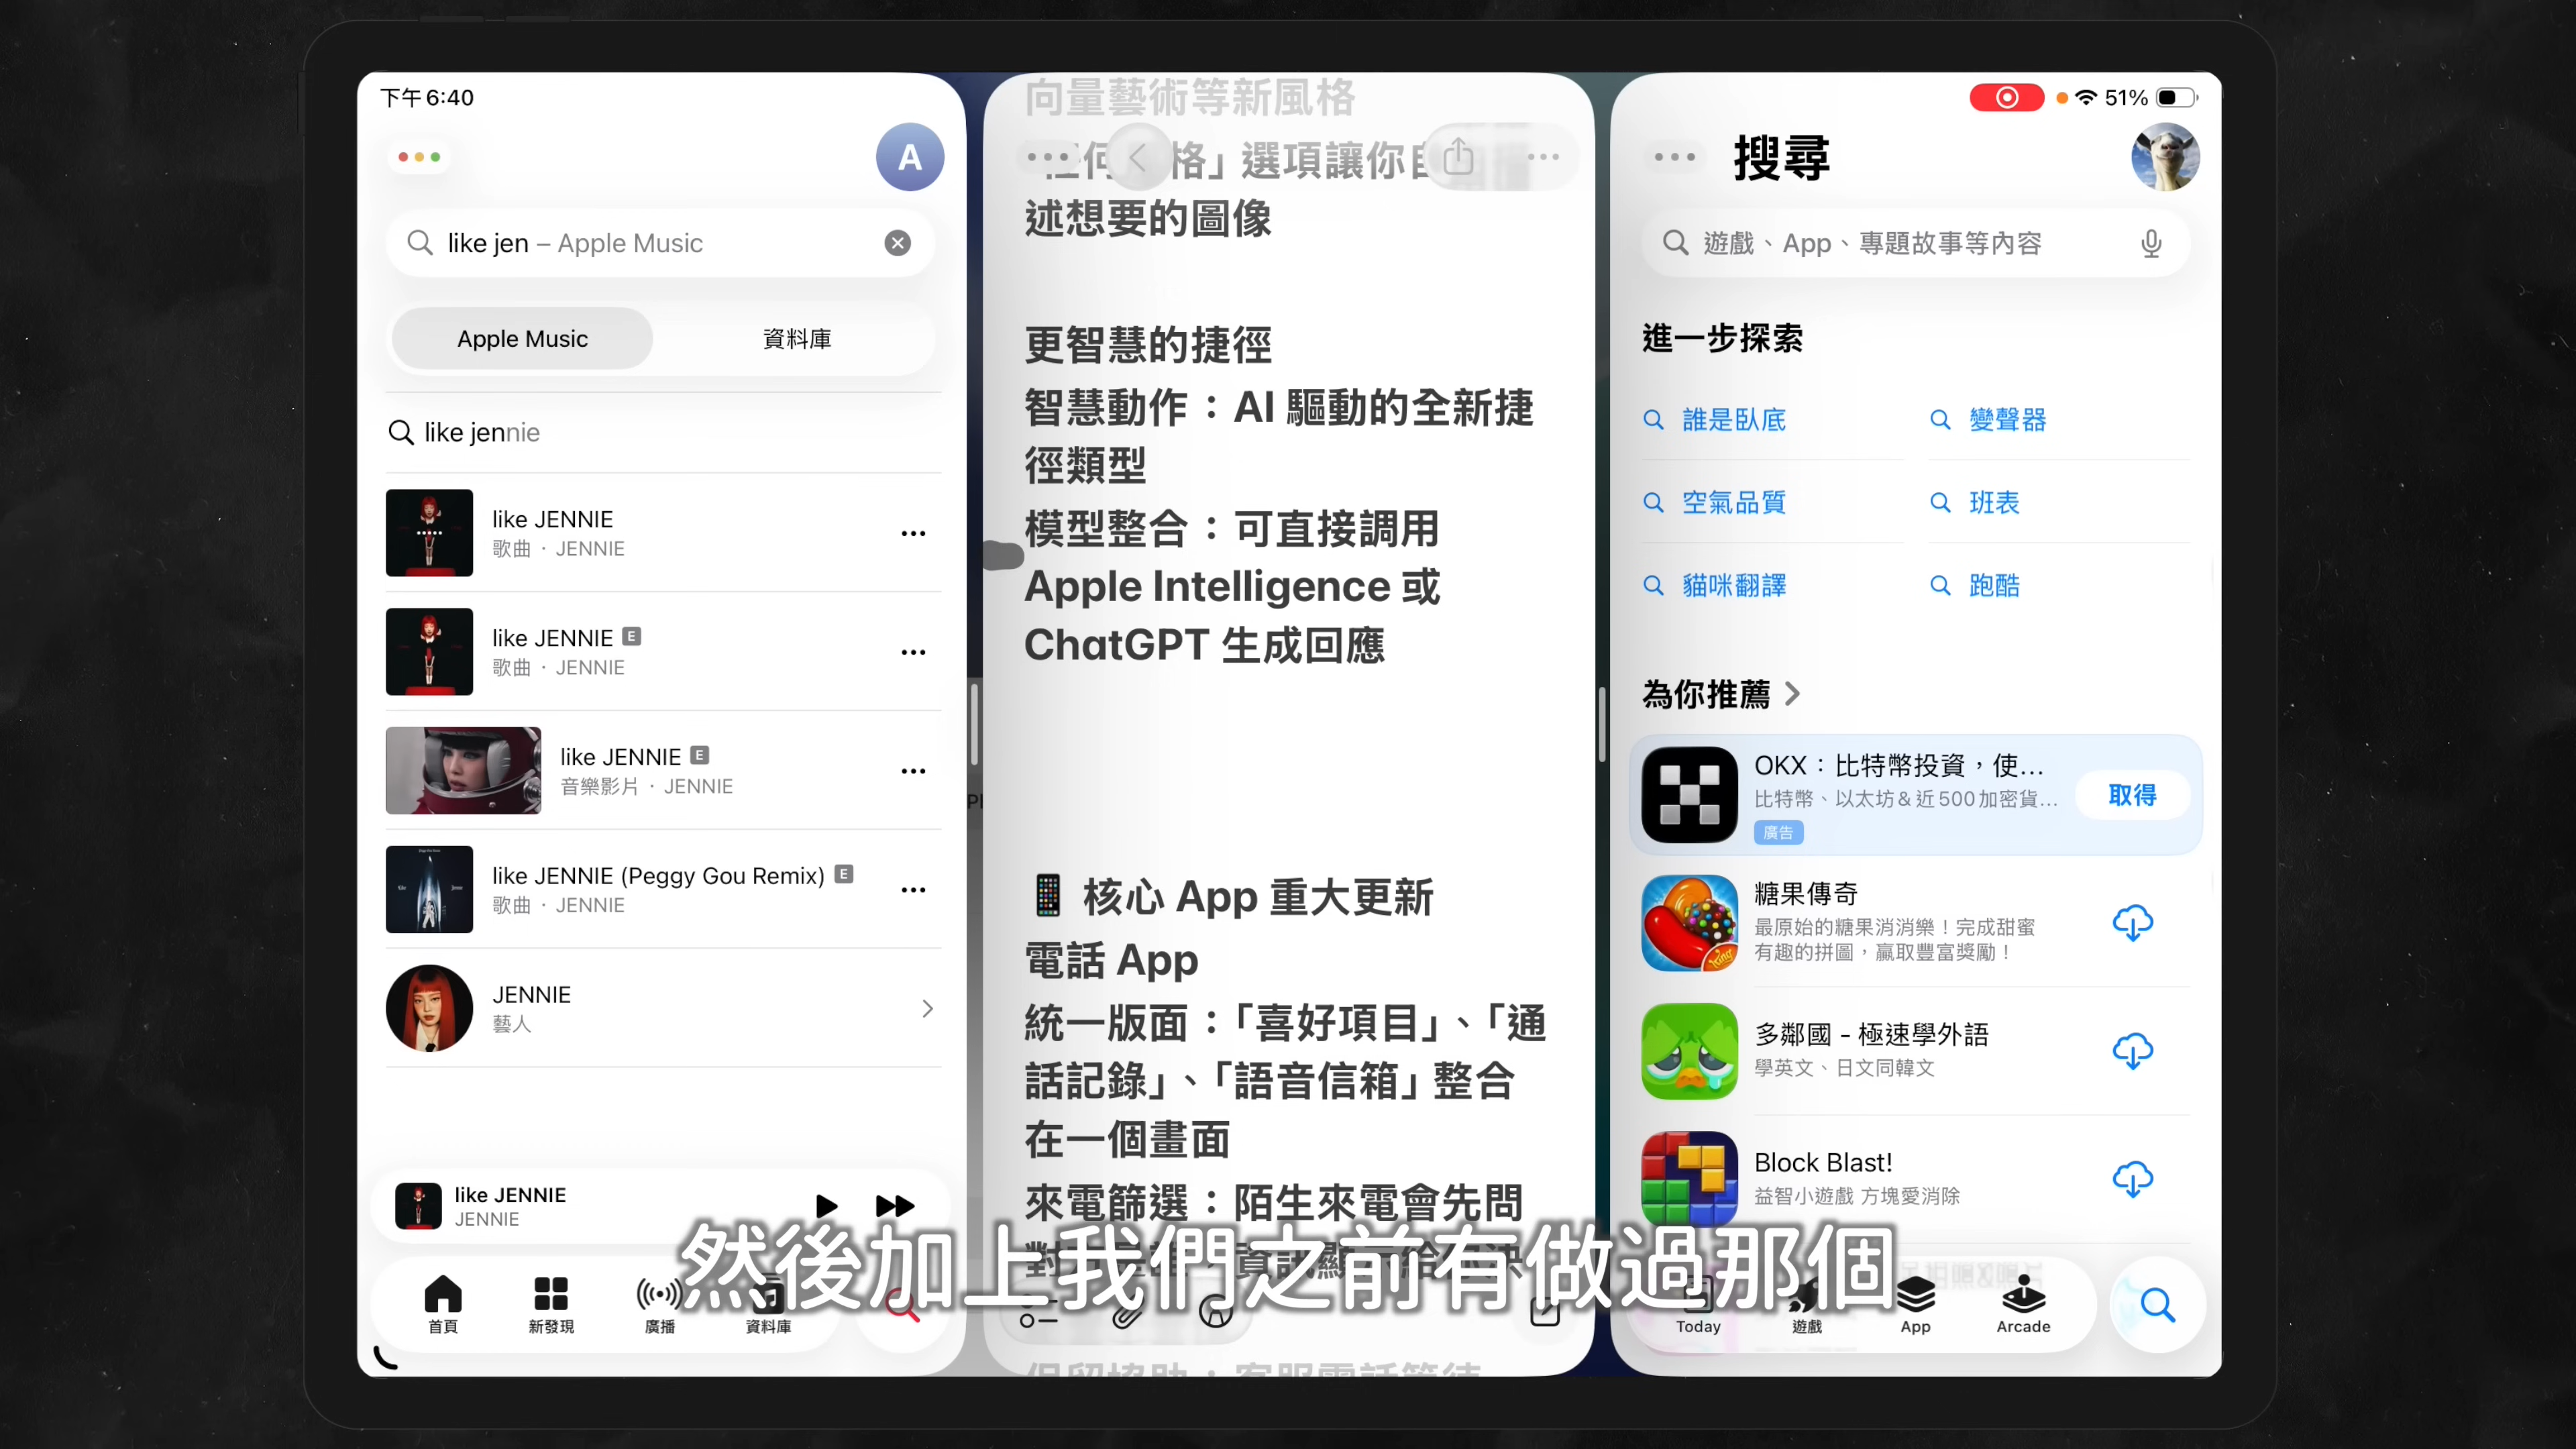 下午6:40
A
like jen – Apple Music
Apple Music
資料庫
like jennie
like JENNIE
歌曲 · JENNIE
like JENNIE E
歌曲 · JENNIE
like JENNIE E
音樂影片 · JENNIE
like JENNIE (Peggy Gou Remix) E
歌曲 · JENNIE
JENNIE
藝人
like JENNIE
JENNIE
首頁
新發現
廣播
資料庫
向量藝術等新風格
格」選項讓你
述想要的圖像
更智慧的捷徑
智慧動作：AI 驅動的全新捷
徑類型
模型整合：可直接調用
Apple Intelligence 或
ChatGPT 生成回應
核心 App 重大更新
電話 App
統一版面：「喜好項目」、「通
話記錄」、「語音信箱」整合
在一個畫面
來電篩選：陌生來電會先問
51%
搜尋
遊戲、App、專題故事等內容
進一步探索
誰是臥底
變聲器
空氣品質
班表
貓咪翻譯
跑酷
為你推薦
OKX：比特幣投資，使...
比特幣、以太坊&近500加密貨...
廣告
取得
糖果傳奇
最原始的糖果消消樂！完成甜蜜
有趣的拼圖，贏取豐富獎勵！
King
多鄰國 - 極速學外語
學英文、日文同韓文
Block Blast!
益智小遊戲 方塊愛消除
Today
遊戲
App
Arcade
然後加上我們之前有做過那個